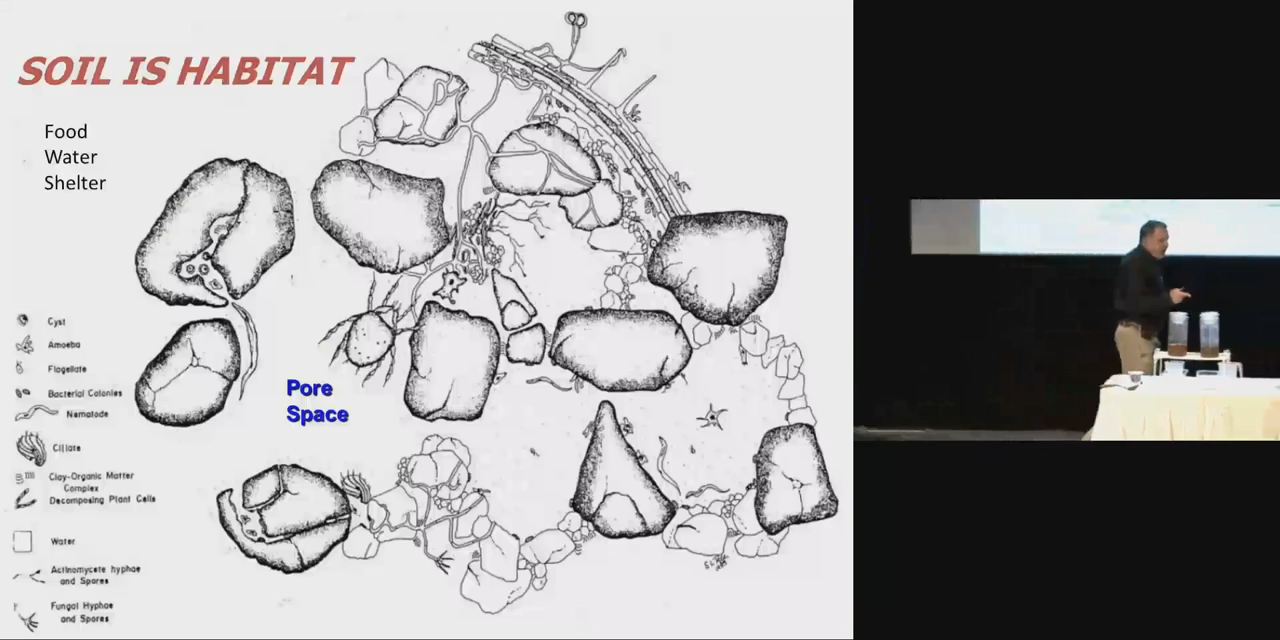 SOIL IS HABITAT
Food
Water
Shelter
Pore
Space
Cyst
Amoeba
Flagellate
Bacterial Colonies
Nematode
Ciliate
Clay-Organic Matter
Complex
Decomposing Plant Cells
Water
Actinomycete hyphae
and Spores
Fungal Hyphae
and Spores